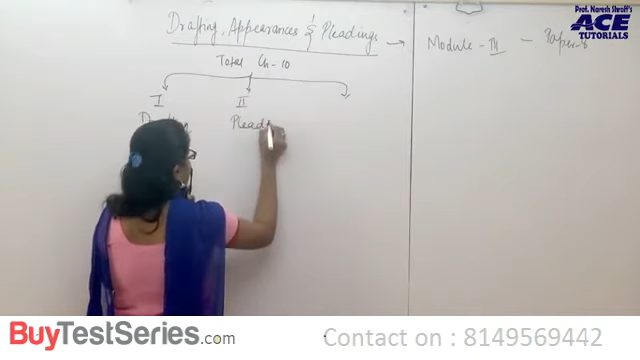 Drafting, Appearances & Pleadings → Module - III - Paper-8
Total Ch-10
I II
Plead
Prof. Naresh Shroff's
ACE
TUTORIALS
BuyTestSeries.com
Contact on : 8149569442